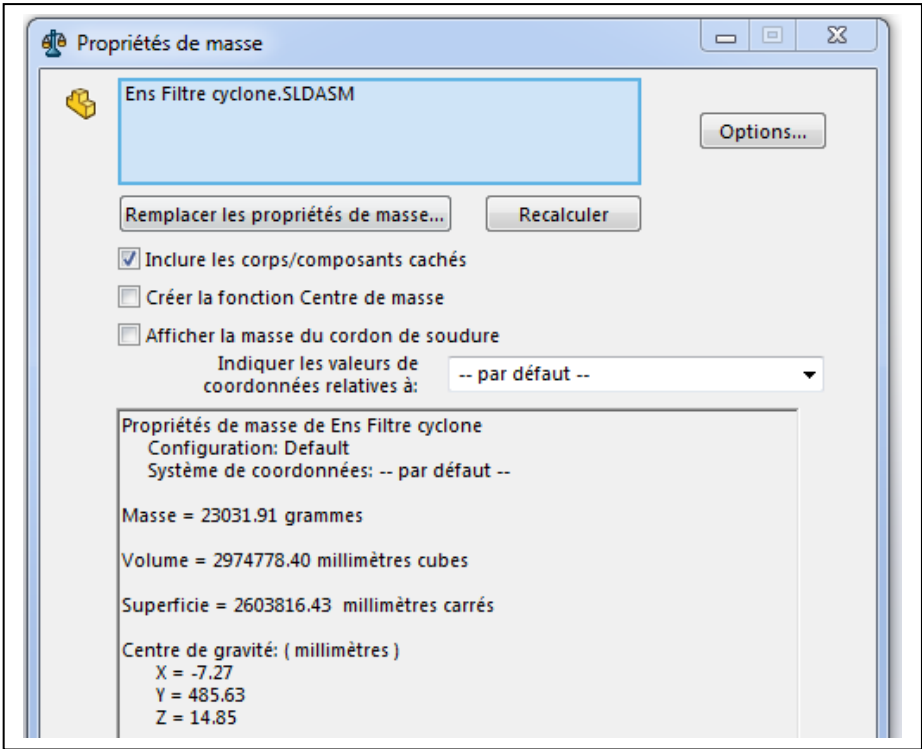 Propriétés de masse
Ens Filtre cyclone.SLDASM
Options...
Remplacer les propriétés de masse...
Recalculer
Inclure les corps/composants cachés
Créer la fonction Centre de masse
Afficher la masse du cordon de soudure
Indiquer les valeurs de
coordonnées relatives à:
-- par défaut --
Propriétés de masse de Ens Filtre cyclone
Configuration: Default
Système de coordonnées: -- par défaut --
Masse = 23031.91 grammes
Volume = 2974778.40 millimètres cubes
Superficie = 2603816.43 millimètres carrés
Centre de gravité: ( millimètres )
X = -7.27
Y = 485.63
Z = 14.85